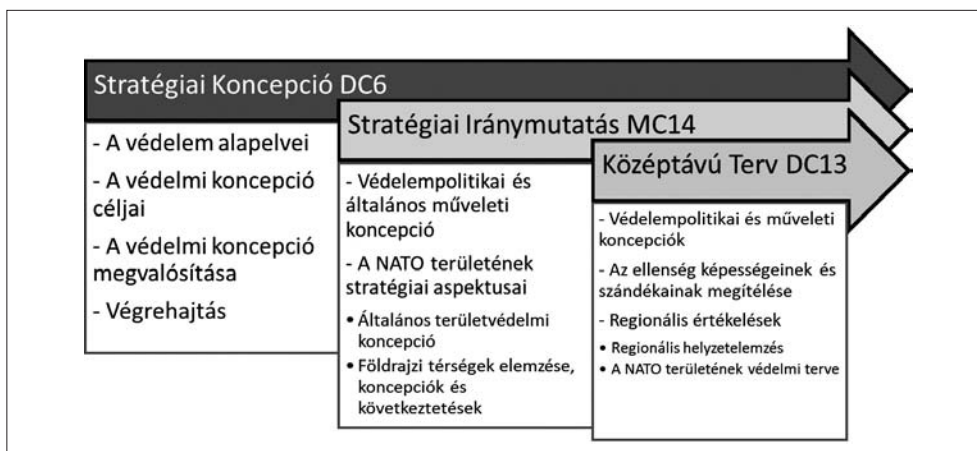 Stratégiai Koncepció DC6
- A védelem alapelvei
- A védelmi koncepció
céljai
- A védelmi koncepció
megvalósítása
- Végrehajtás
Stratégiai Iránymutatás MC14
- Védelempolitikai és
általános műveleti
koncepció
- A NATO területének
stratégiai aspektusai
• Általános területvédelmi
koncepció
• Földrajzi térségek elemzése,
koncepciók és
következtetések
Középtávú Terv DC13
- Védelempolitikai és műveleti
koncepciók
- Az ellenség képességeinek és
szándékainak megítélése
- Regionális értékelések
• Regionális helyzetelemzés
• A NATO területének védelmi terve